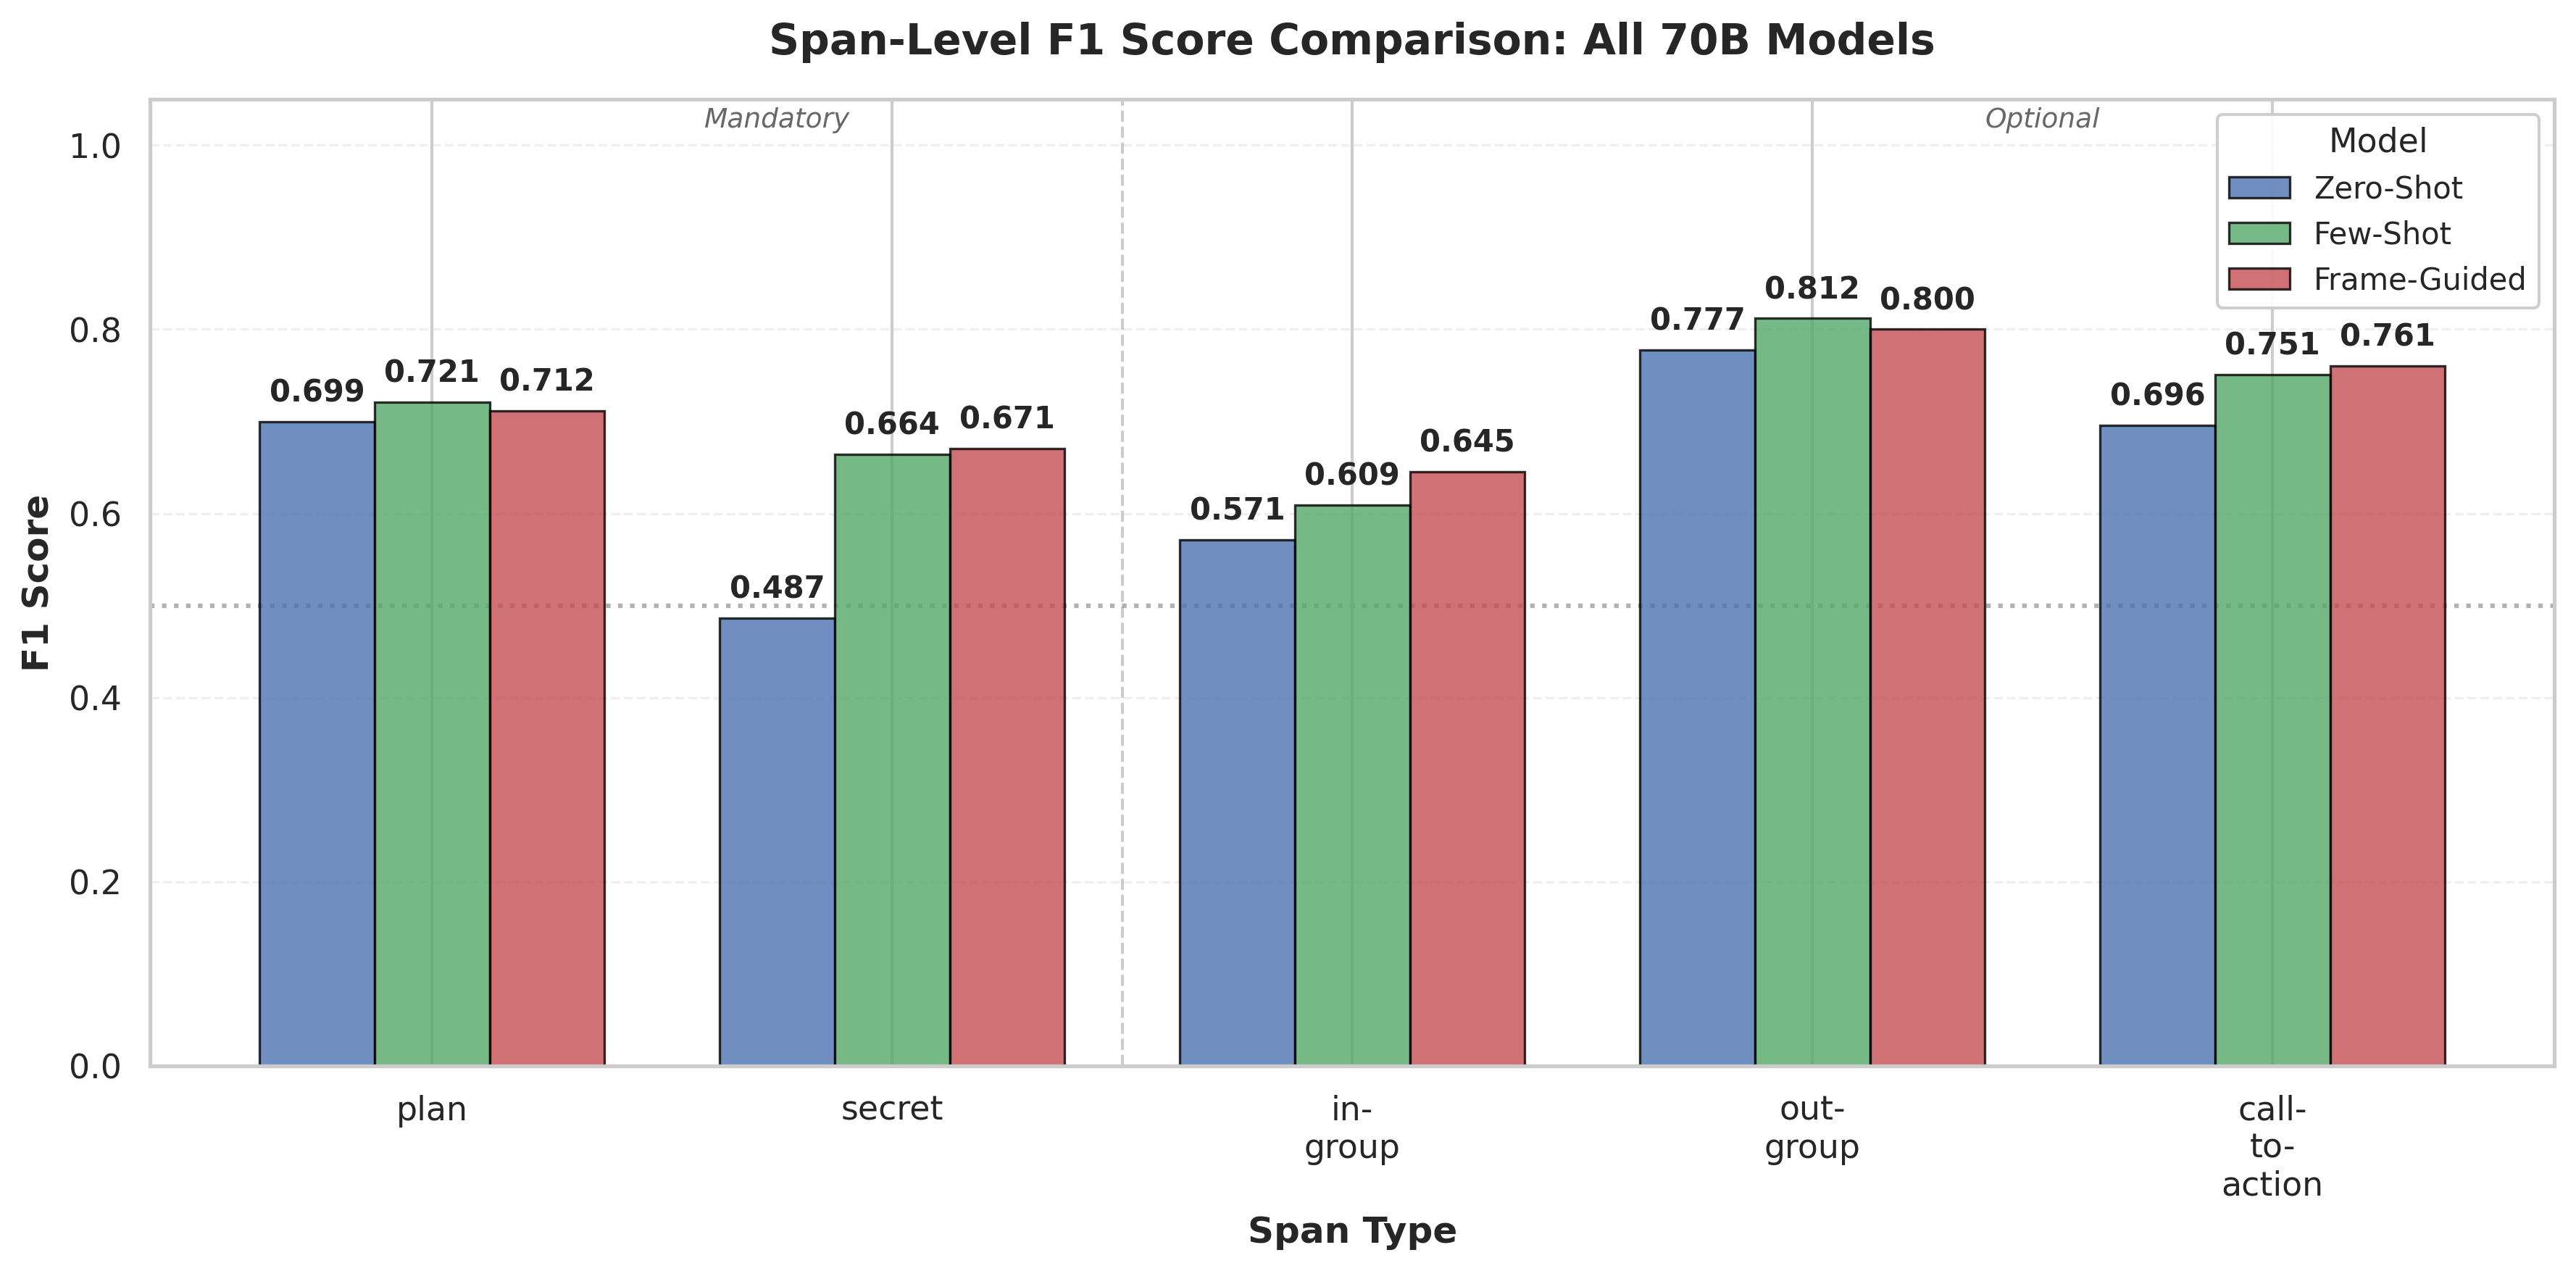 Span-Level F1 Score Comparison: All 70B Models
Mandatory
Optional
Model
Zero-Shot
Few-Shot
Frame-Guided
F1 Score
1.0
0.8
0.6
0.4
0.2
0.0
0.699
0.721
0.712
0.487
0.664
0.671
0.571
0.609
0.645
0.777
0.812
0.800
0.696
0.751
0.761
plan
secret
in-
group
out-
group
call-
to-
action
Span Type